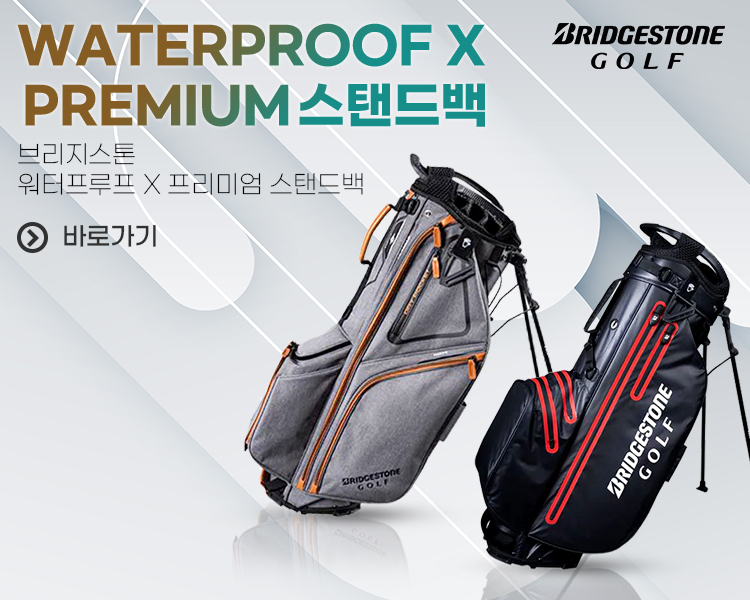 WATERPROOF X
PREMIUM 스탠드백
브리지스톤
워터프루프 X 프리미엄 스탠드백
바로가기
BRIDGESTONE
GOLF
BRIDGESTONE
GOLF
BRIDGESTONE
GOLF